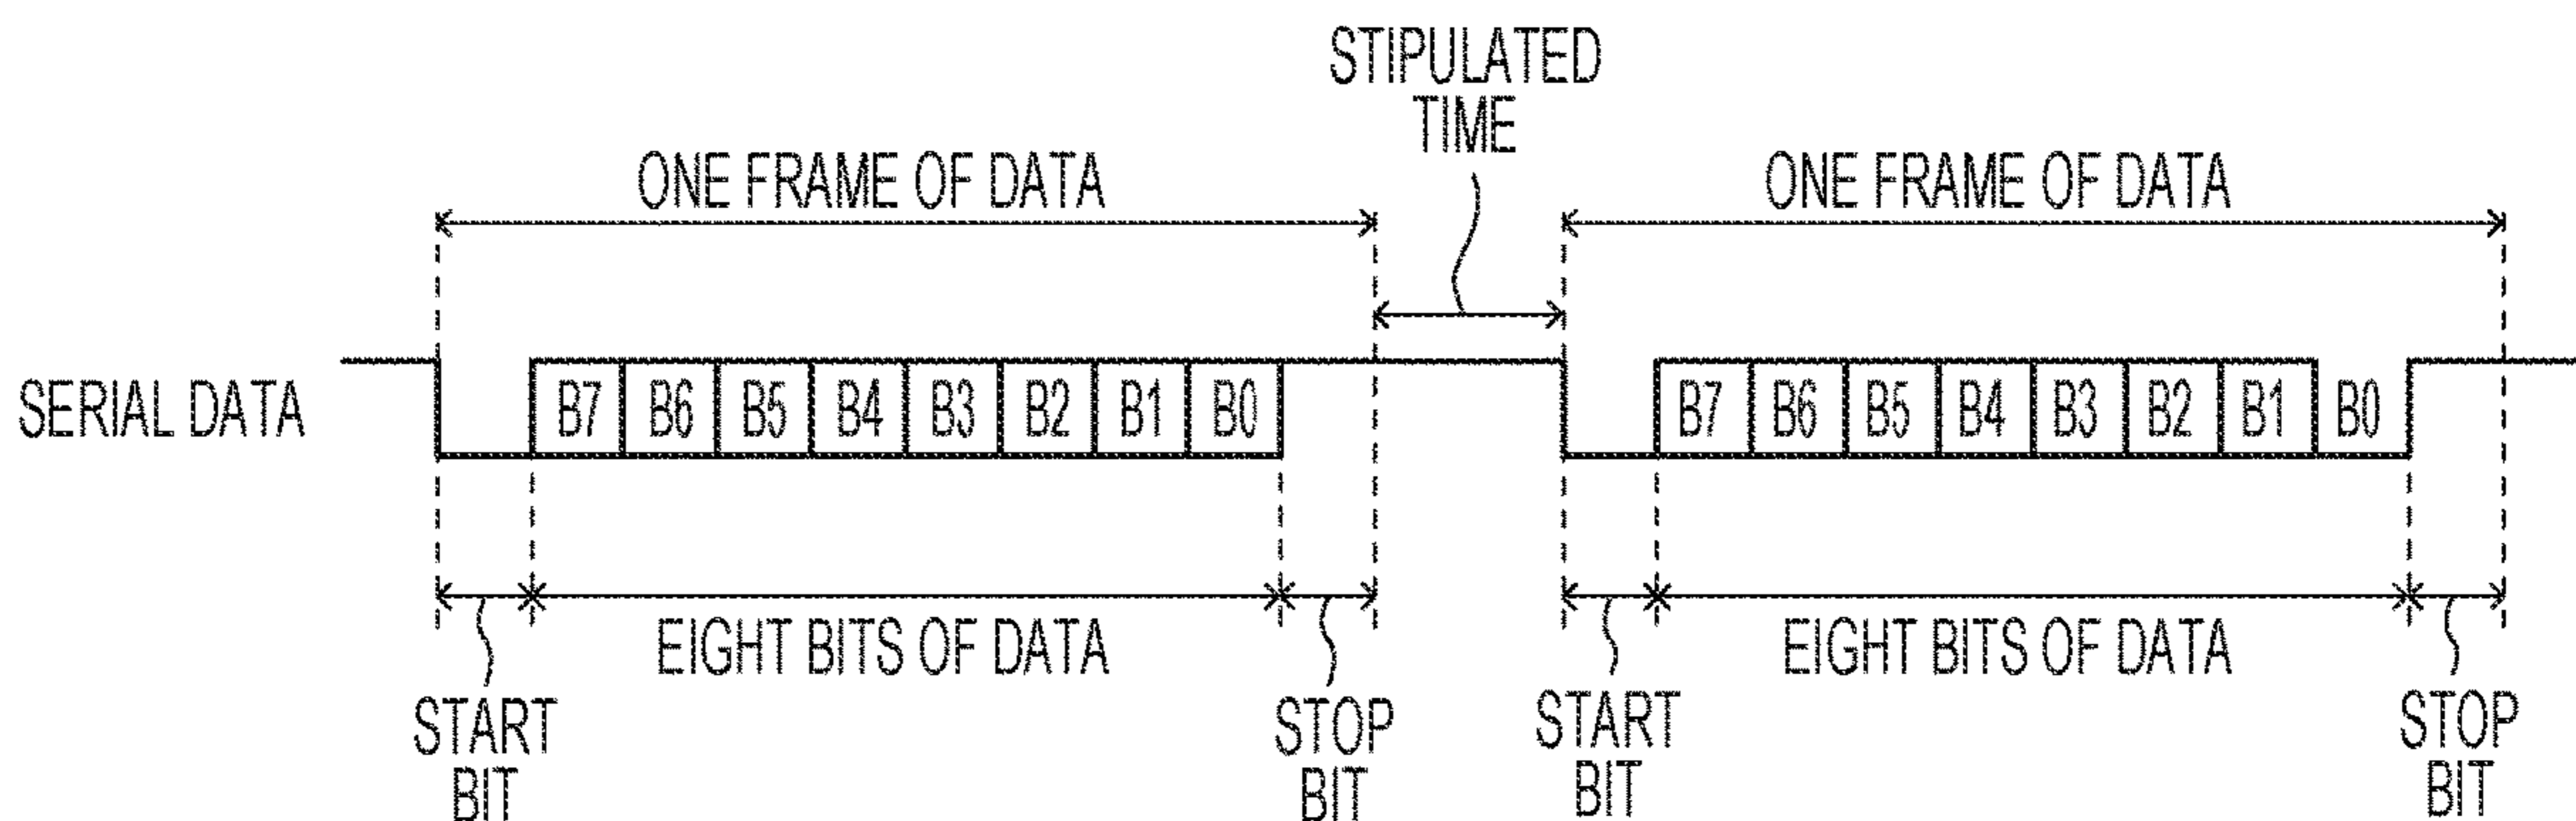 STIPULATED
TIME
ONE FRAME OF DATA
ONE FRAME OF DATA
SERIAL DATA
B7 B6 B5 B4 B3 B2 B1 B0
B7 B6 B5 B4 B3 B2 B1 B0
EIGHT BITS OF DATA
EIGHT BITS OF DATA
START
BIT
STOP
BIT
START
BIT
STOP
BIT